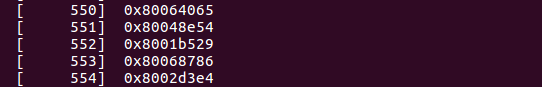 [     550]  0x80064065
[     551]  0x80048e54
[     552]  0x8001b529
[     553]  0x80068786
[     554]  0x8002d3e4